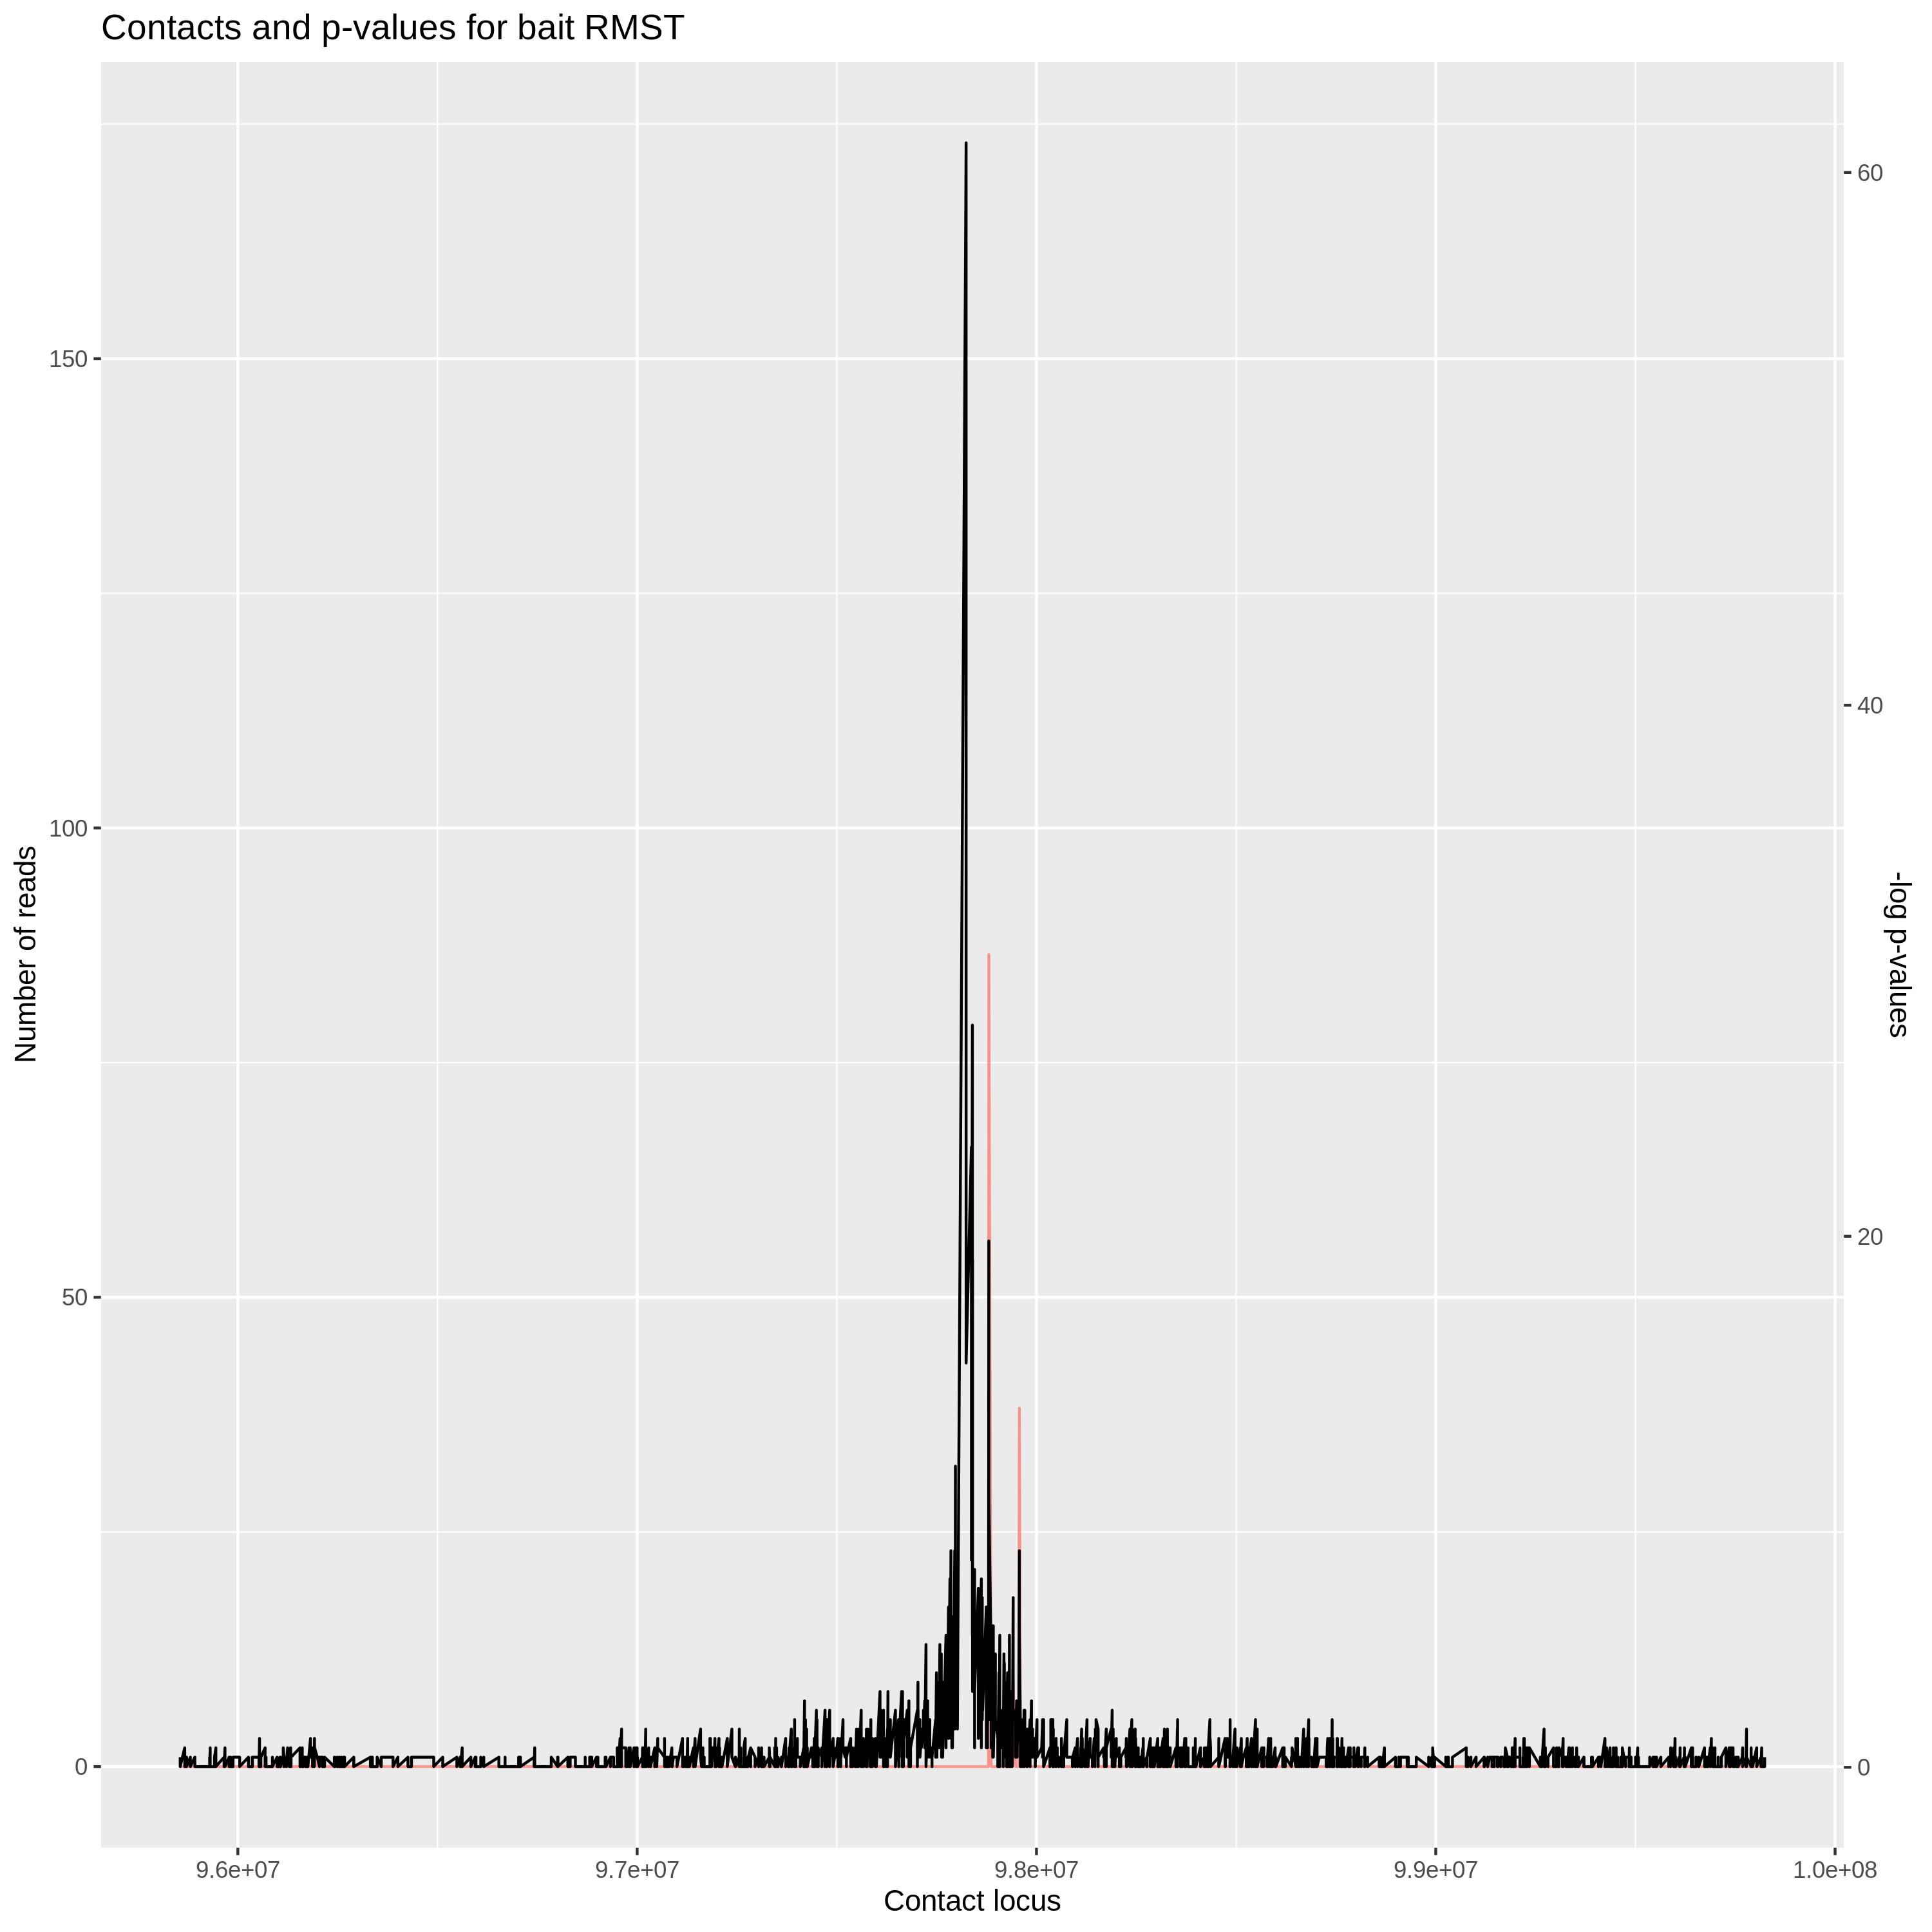 Contacts and p-values for bait RMST
Number of reads
150
100
50
0
60
40
20
0
-log p-values
9.6e+07 9.7e+07 9.8e+07 9.9e+07 1.0e+08
Contact locus